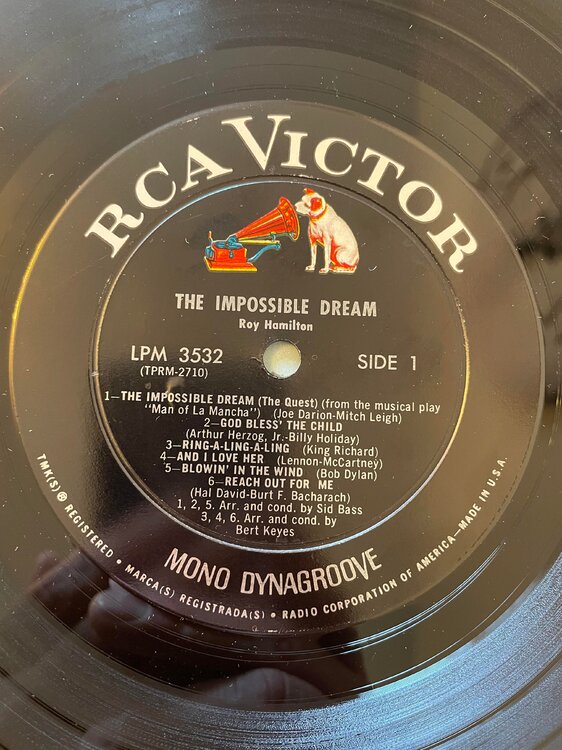 RCA VICTOR
THE IMPOSSIBLE DREAM
Roy Hamilton
LPM 3532
(TPRM-2710)
SIDE 1
1—THE IMPOSSIBLE DREAM (The Quest) (from the musical play
"Man of La Mancha") (Joe Darion-Mitch Leigh)
2—GOD BLESS' THE CHILD
(Arthur Herzog, Jr.-Billy Holiday)
3—RING-A-LING-A-LING (King Richard)
4—AND I LOVE HER (Lennon-McCartney)
5—BLOWIN' IN THE WIND (Bob Dylan)
6—REACH OUT FOR ME
(Hal David-Burt F. Bacharach)
1, 2, 5. Arr. and cond. by Sid Bass
3, 4, 6. Arr. and cond. by
Bert Keyes
MONO DYNAGROOVE
TMK(S) ® REGISTERED • MARCA(S) REGISTRADA(S) • RADIO CORPORATION OF AMERICA—MADE IN U.S.A.